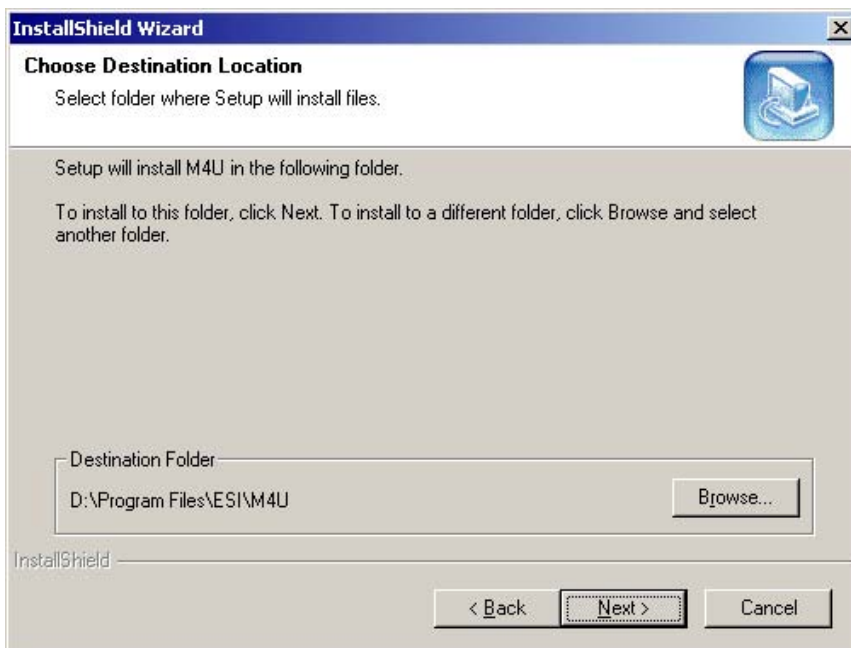 InstallShield Wizard
Choose Destination Location
Select folder where Setup will install files.
Setup will install M4U in the following folder.
To install to this folder, click Next. To install to a different folder, click Browse and select
another folder.
Destination Folder
D:\Program Files\ESI\M4U
Browse...
InstallShield
< Back
Next >
Cancel